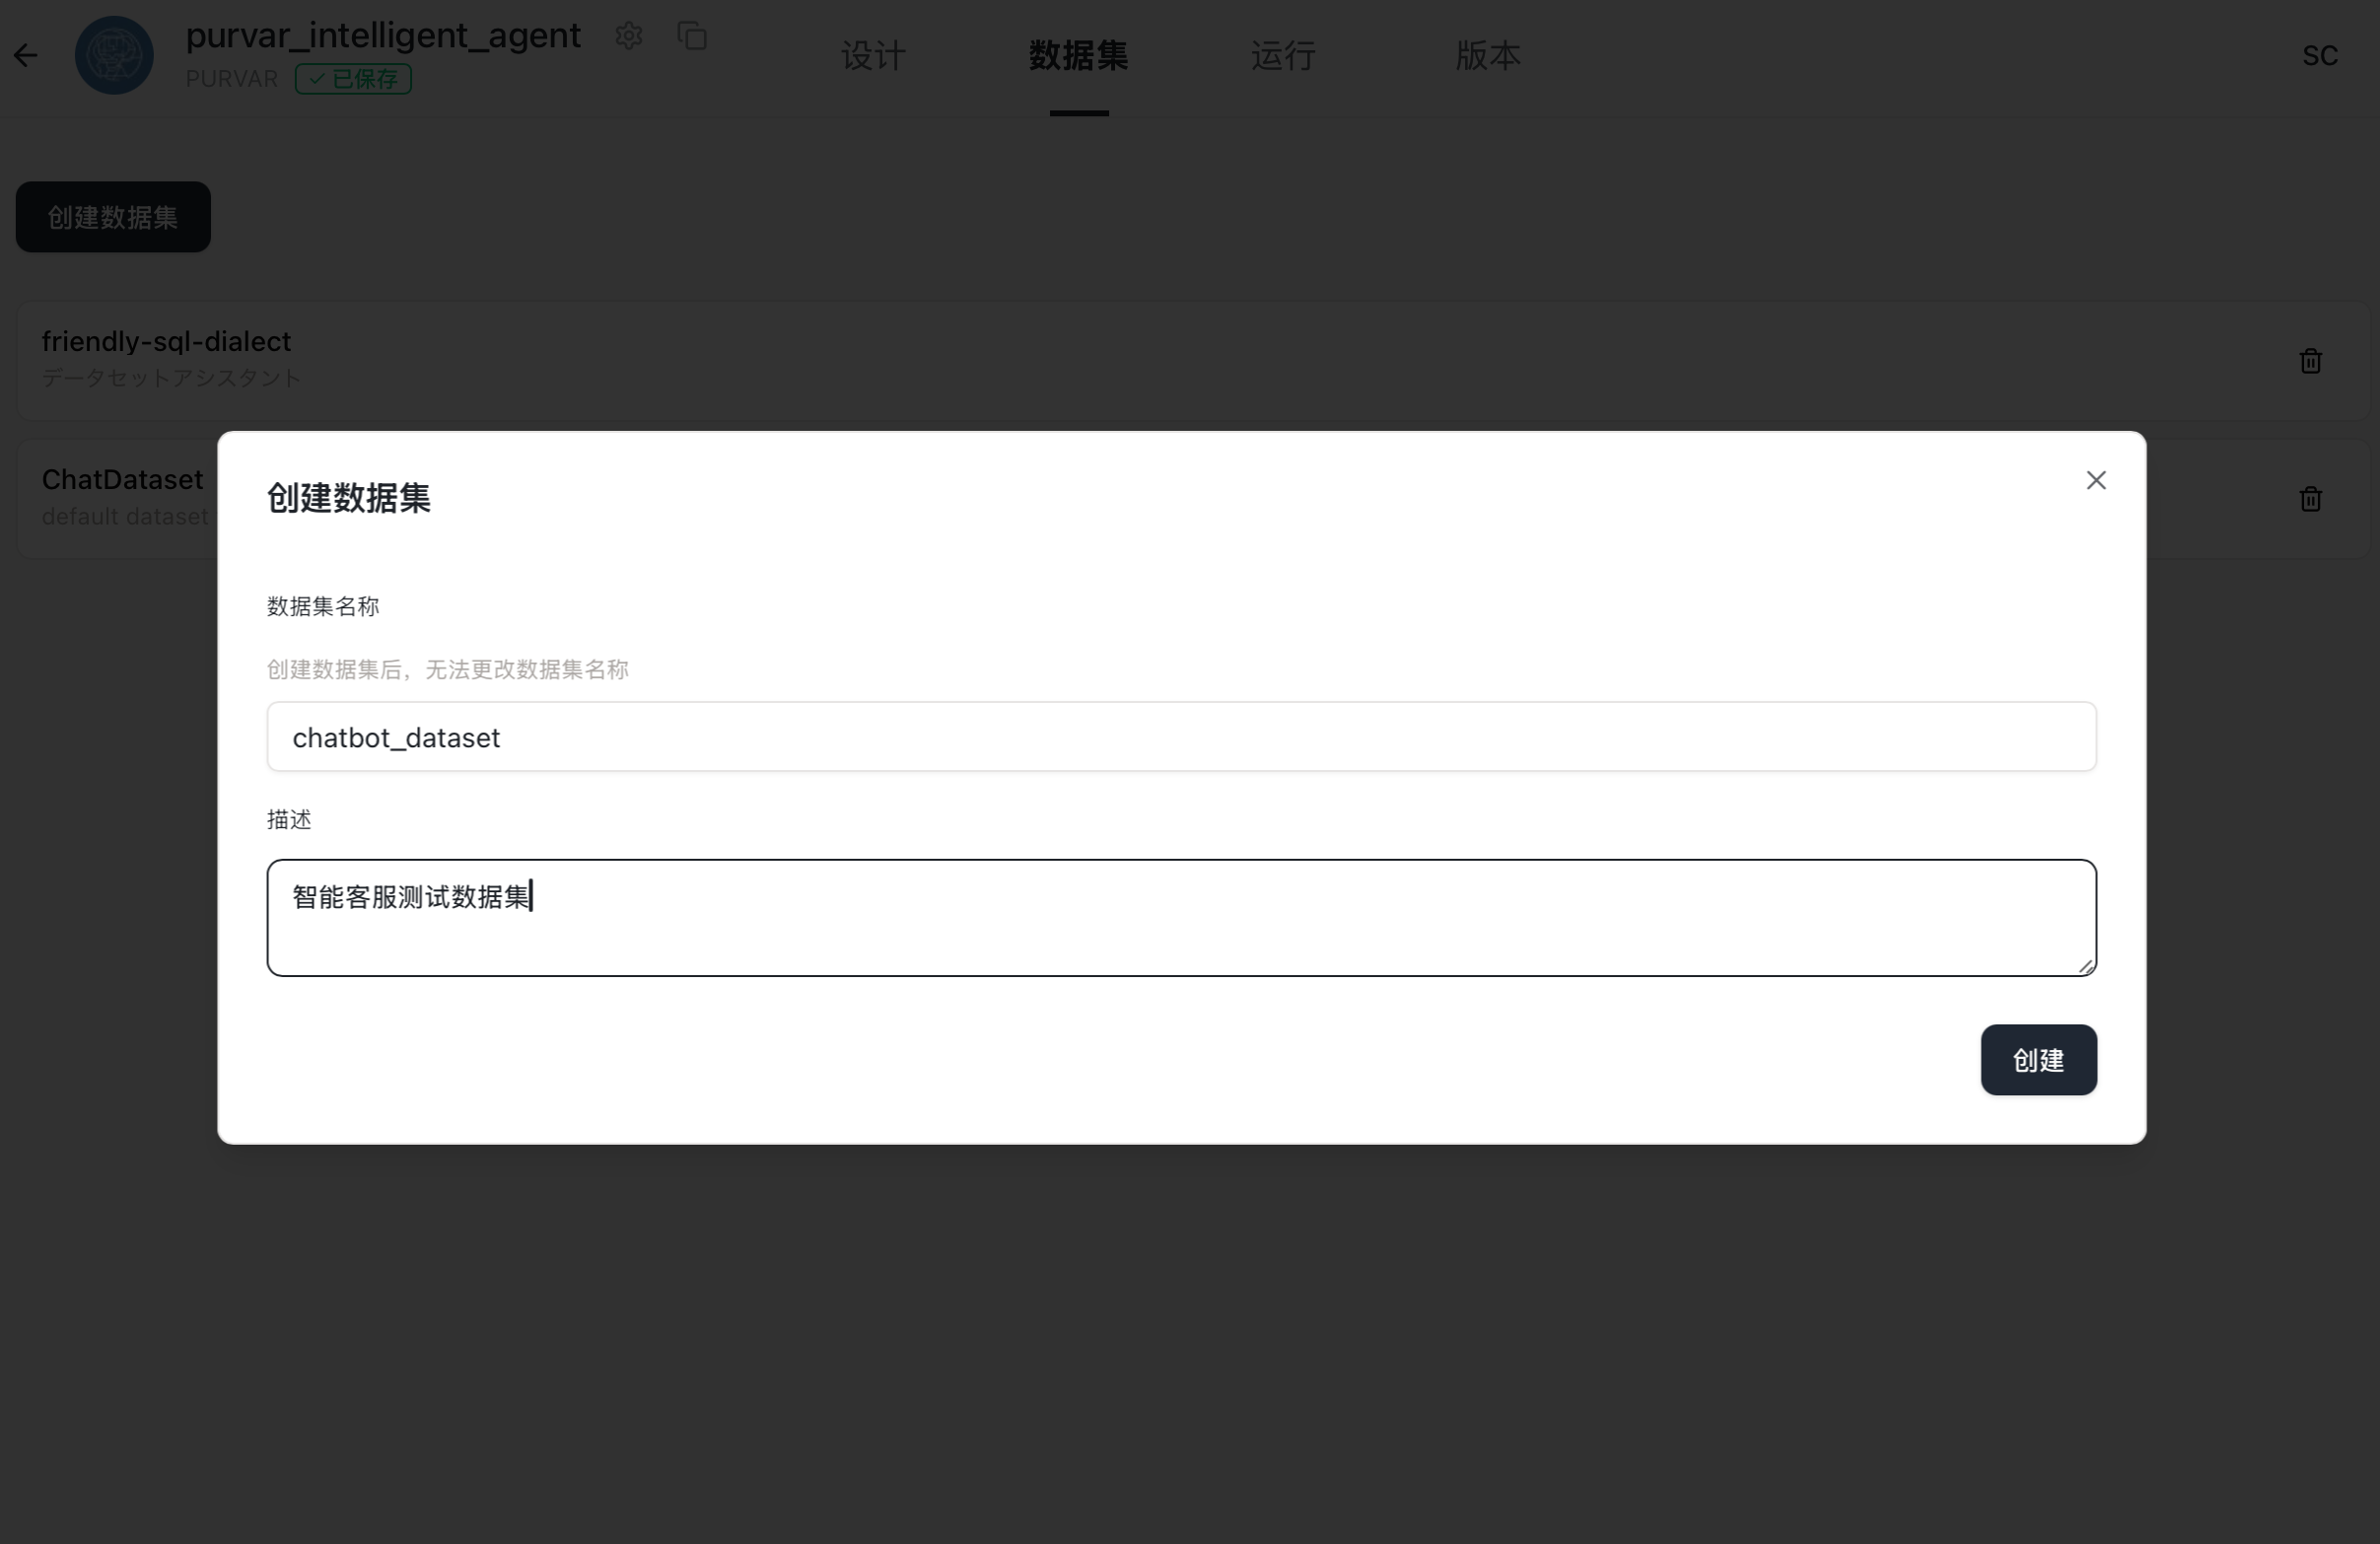 purvar_intelligent_agent
PURVAR 已保存
设计 数据集 运行 版本 SC
创建数据集
friendly-sql-dialect
データセットアシスタント
ChatDataset
default dataset
创建数据集
数据集名称
创建数据集后，无法更改数据集名称
chatbot_dataset
描述
智能客服测试数据集
创建